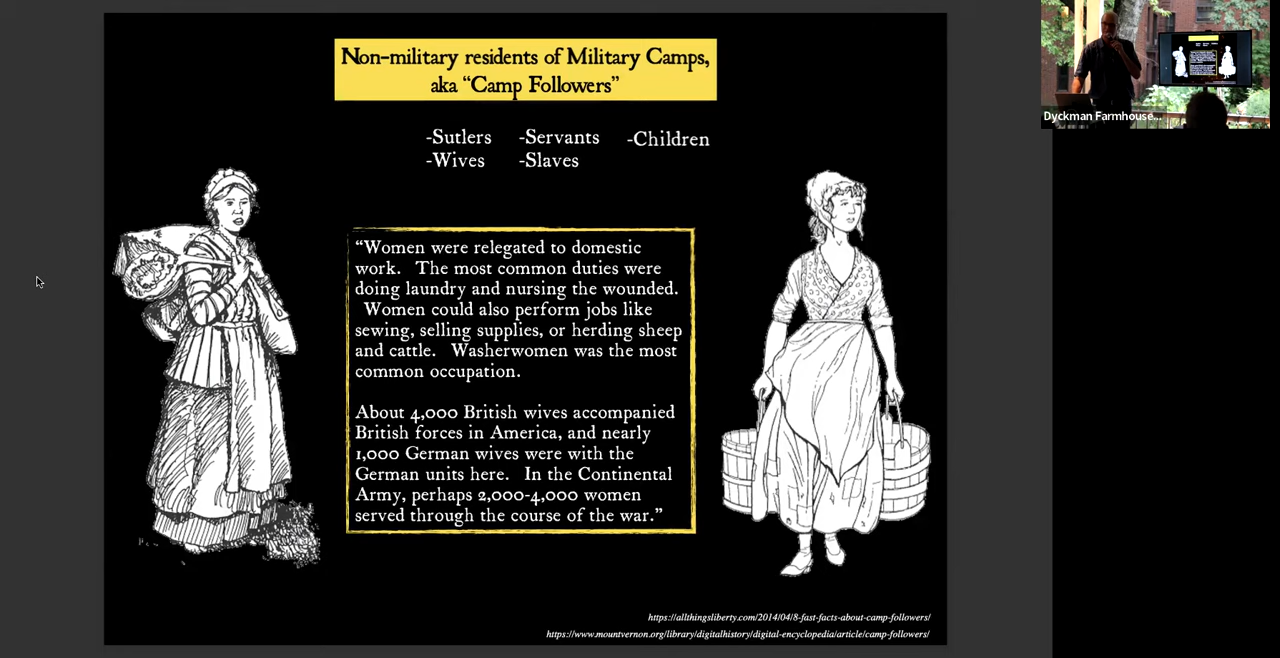 Non-military residents of Military Camps,
aka “Camp Followers”
-Sutlers -Servants -Children
-Wives -Slaves
“Women were relegated to domestic
work. The most common duties were
doing laundry and nursing the wounded.
Women could also perform jobs like
sewing, selling supplies, or herding sheep
and cattle. Washerwomen was the most
common occupation.
About 4,000 British wives accompanied
British forces in America, and nearly
1,000 German wives were with the
German units here. In the Continental
Army, perhaps 2,000-4,000 women
served through the course of the war.”
https://allthingsliberty.com/2014/04/8-fast-facts-about-camp-followers/
https://www.mountvernon.org/library/digitalhistory/digital-encyclopedia/article/camp-followers/
Dyckman Farmhouse...